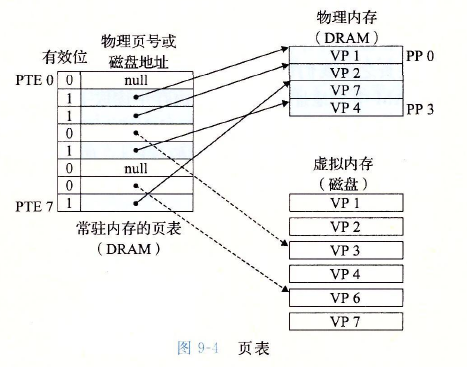 物理页号或
磁盘地址
有效位
PTE 0 0 null
1
1
0
1
0 null
0
PTE 7 1
常驻内存的页表
(DRAM)
物理内存
(DRAM)
VP 1 PP 0
VP 2
VP 7
VP 4 PP 3
虚拟内存
(磁盘)
VP 1
VP 2
VP 3
VP 4
VP 6
VP 7
图 9-4 页表